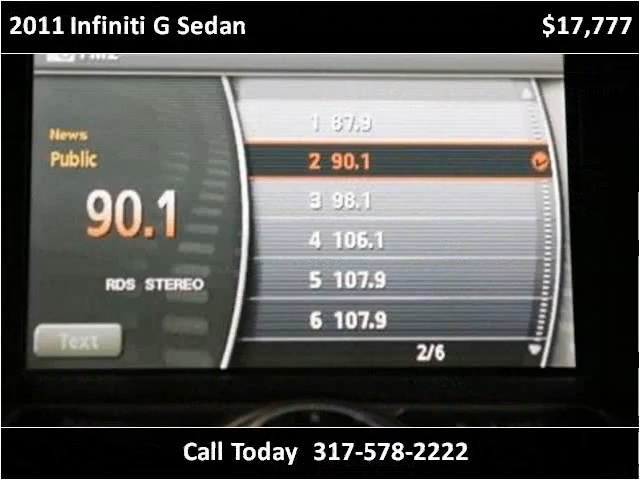 2011 Infiniti G Sedan $17,777
FM2
News
Public
90.1
RDS STEREO
Text
1 87.9
2 90.1
3 98.1
4 106.1
5 107.9
6 107.9
2/6
Call Today 317-578-2222